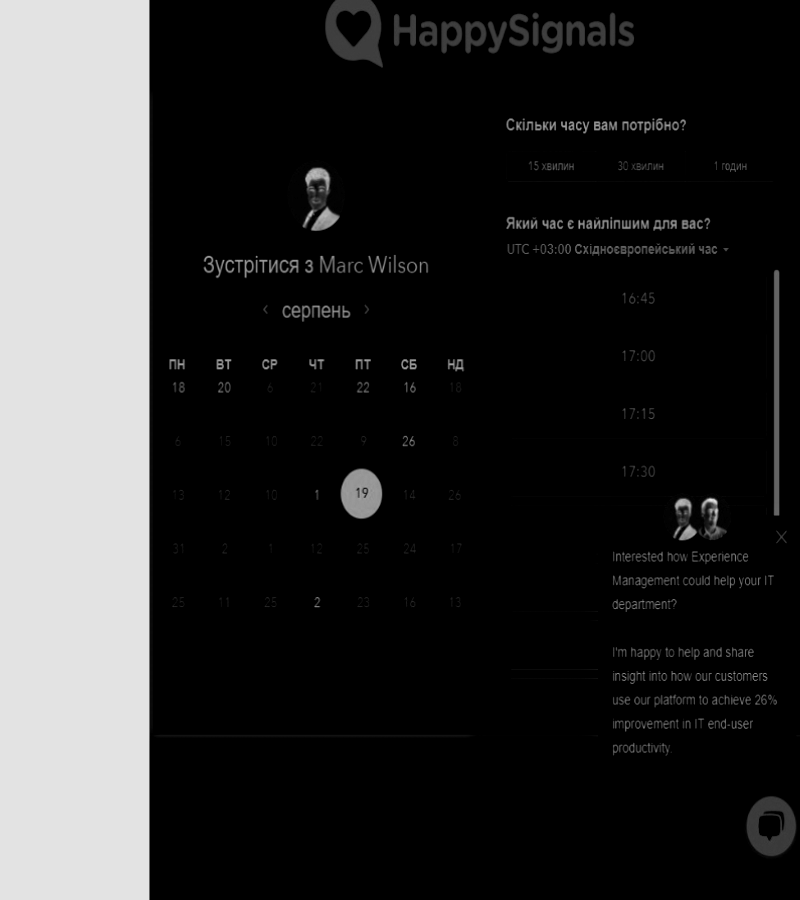 HappySignals
Зустрітися з Marc Wilson
серпень
ПН ВТ СР ЧТ ПТ СБ НД
18 20 6 21 22 16 18
6 15 10 22 9 26 8
13 12 10 1 19 14 26
31 2 1 12 25 24 17
25 11 25 2 23 16 13
Скільки часу вам потрібно?
15 хвилин 30 хвилин 1 годин
Який час є найліпшим для вас?
UTC +03:00 Східноєвропейський час
16:45
17:00
17:15
17:30
Interested how Experience
Management could help your IT
department?
I'm happy to help and share
insight into how our customers
use our platform to achieve 26%
improvement in IT end-user
productivity.